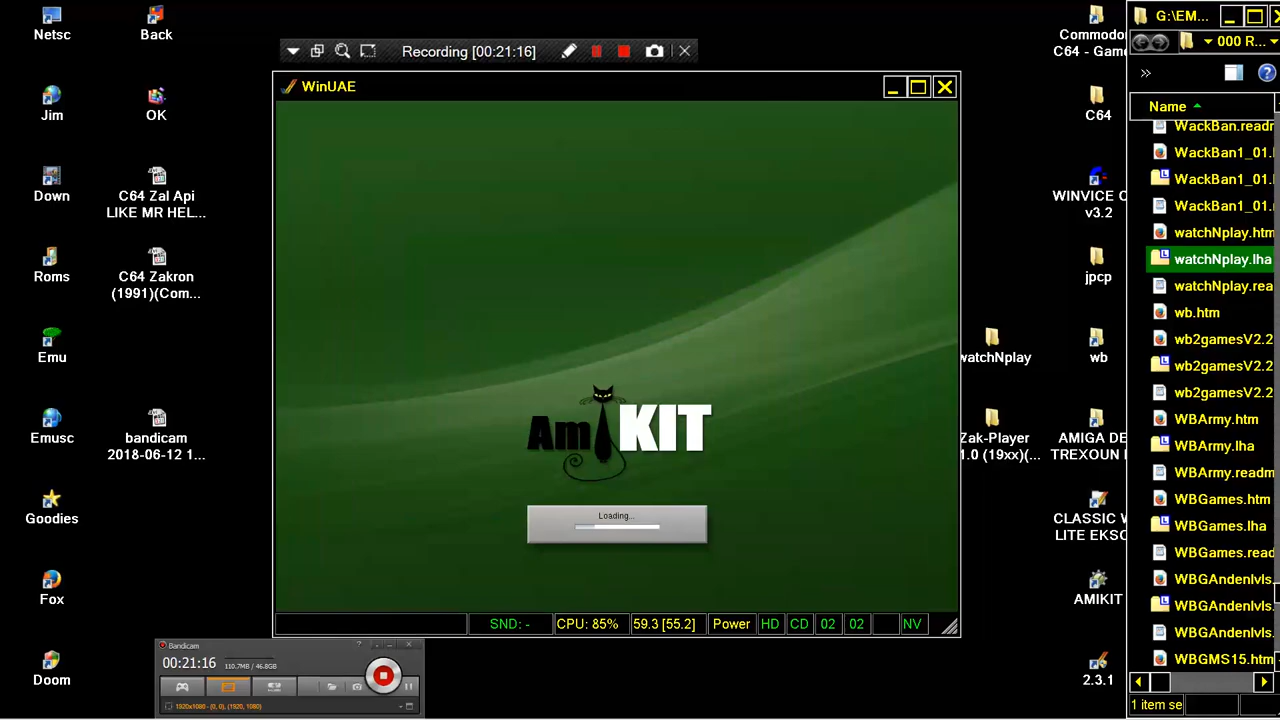 Netsc
Back
Jim
OK
Down
C64 Zal Api
LIKE MR HEL...
Roms
C64 Zakron
(1991)(Com...
Emu
Emusc
bandicam
2018-06-12 1...
Goodies
Fox
Doom
Recording [00:21:16]
WinUAE
AmiKIT
Loading...
SND: -
CPU: 85%
59.3 [55.2]
Power
HD
CD
02
02
NV
Bandicam
00:21:16
110.7MB / 46.8GB
1920x1080 - (0, 0), (1920, 1080)
watchNplay
Zak-Player
1.0 (19xx)(...
Commodor
C64 - Game
C64
WINVICE C
v3.2
jpcp
wb
AMIGA DE
TREXOUN
CLASSIC W
LITE EKSC
AMIKIT
2.3.1
G:\EM...
000 R...
Name
WackBan.readr
WackBan1_01.
WackBan1_01.
WackBan1_01.
watchNplay.htm
watchNplay.lha
watchNplay.rea
wb.htm
wb2gamesV2.2
wb2gamesV2.2
wb2gamesV2.2
WBArmy.htm
WBArmy.lha
WBArmy.readm
WBGames.htm
WBGames.lha
WBGames.read
WBGAndenlvls.
WBGAndenlvls.
WBGAndenlvls.
WBGMS15.htm
1 item se